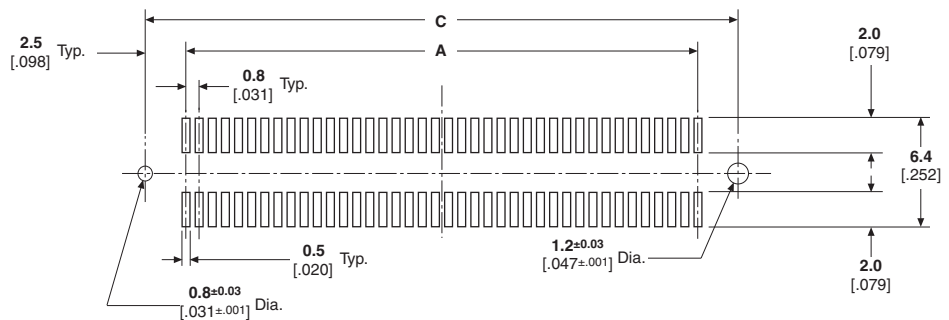 C
2.5
[.098] Typ.
A
2.0
[.079]
0.8
[.031] Typ.
6.4
[.252]
0.5
[.020] Typ.
1.2±0.03
[.047±.001] Dia.
2.0
[.079]
0.8±0.03
[.031±.001] Dia.